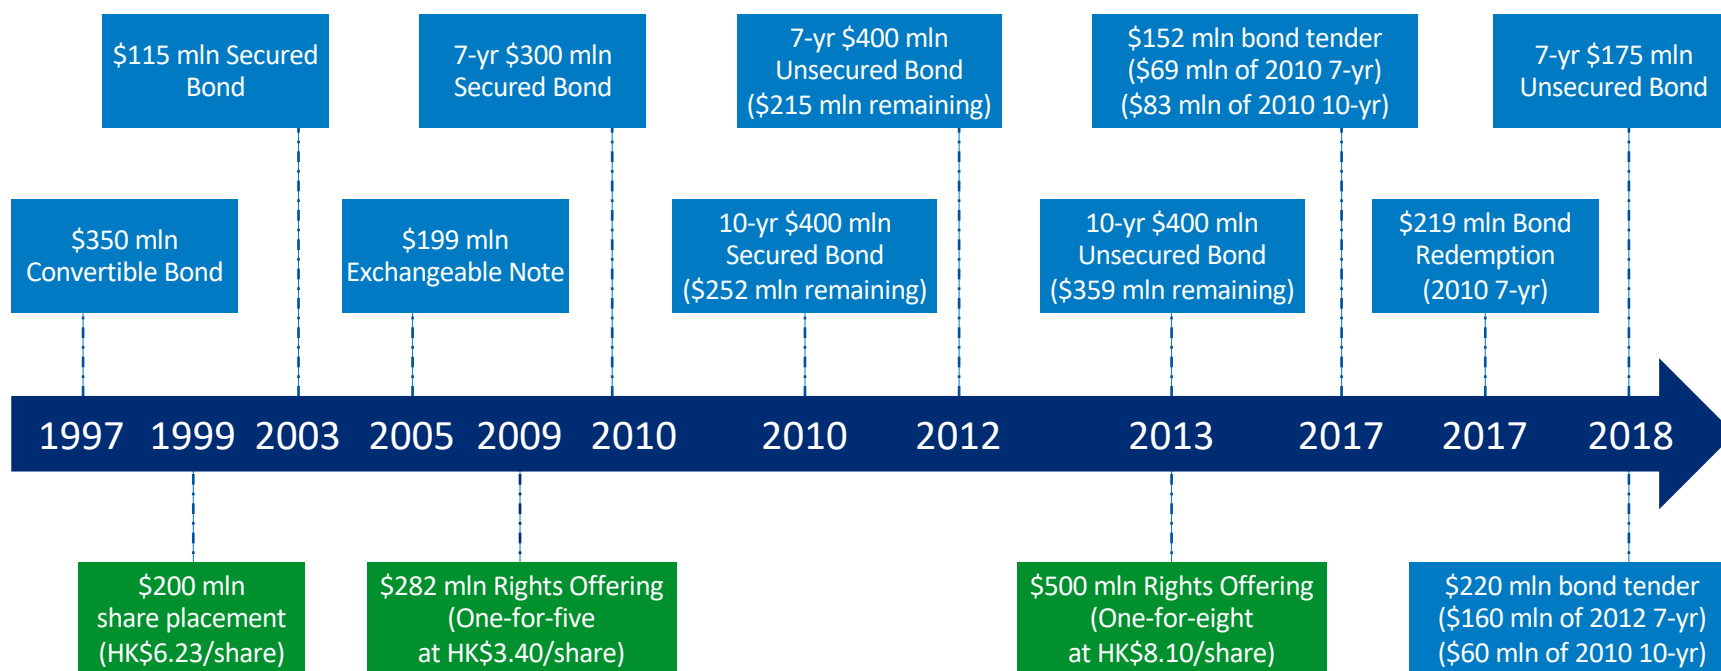 $115 mln Secured
Bond
7-yr $300 mln
Secured Bond
7-yr $400 mln
Unsecured Bond
($215 mln remaining)
$152 mln bond tender
($69 mln of 2010 7-yr)
($83 mln of 2010 10-yr)
7-yr $175 mln
Unsecured Bond
$350 mln
Convertible Bond
$199 mln
Exchangeable Note
10-yr $400 mln
Secured Bond
($252 mln remaining)
10-yr $400 mln
Unsecured Bond
($359 mln remaining)
$219 mln Bond
Redemption
(2010 7-yr)
1997 1999 2003 2005 2009 2010 2010 2012 2013 2017 2017 2018
$200 mln
share placement
(HK$6.23/share)
$282 mln Rights Offering
(One-for-five
at HK$3.40/share)
$500 mln Rights Offering
(One-for-eight
at HK$8.10/share)
$220 mln bond tender
($160 mln of 2012 7-yr)
($60 mln of 2010 10-yr)